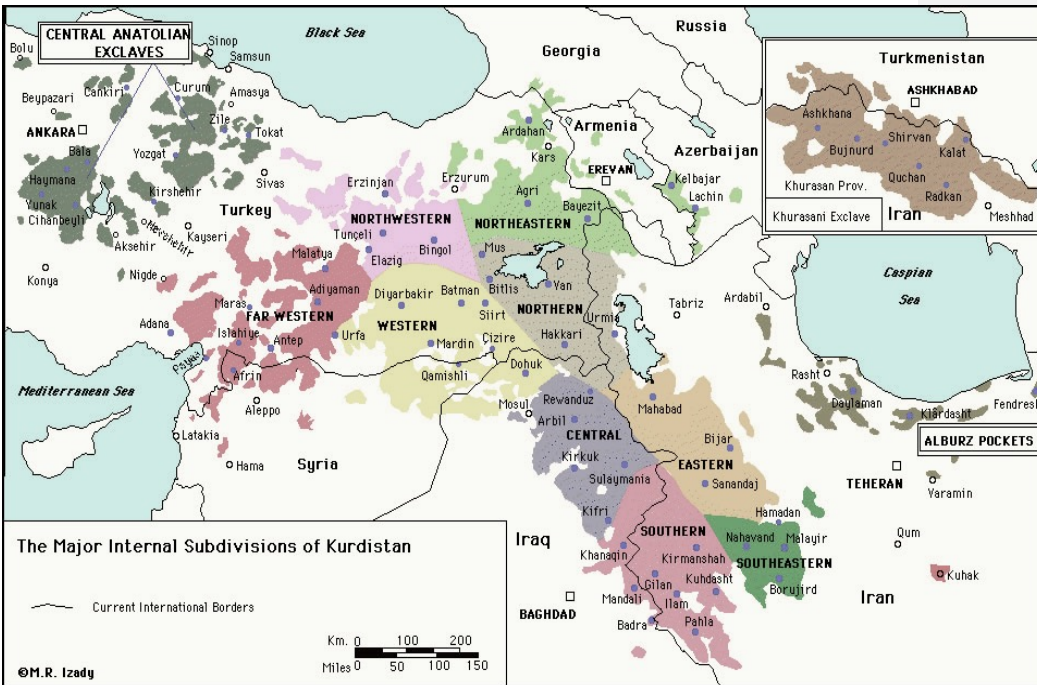 CENTRAL ANATOLIAN
EXCLAVES
Black Sea
Russia
Georgia
Turkmenistan
ASHKHABAD
Ashkhana
Bujnurd
Shirvan
Kalat
Quchan
Radkan
Khurasan Prov.
Khurasani Exclave
Iran
Meshhad
Bolu
Sinop
Samsun
Cankiri
Curum
Amasya
Beypazari
Zile
Tokat
ANKARA
Bala
Yozgat
Haymana
Sivas
Yunak
Kirshehir
Cihanbeyli
Turkey
Aksehir
Nevshehir
Kayseri
Konya
Nigde
Ardahan
Kars
Armenia
Azerbaijan
EREVAN
Kelbajar
Lachin
Erzinjan
Erzurum
Agri
Bayezit
NORTHWESTERN
NORTHEASTERN
Tunçeli
Bingol
Mus
Elazig
Malatya
Bitlis
Van
Adiyaman
Diyarbakir
Batman
NORTHERN
Siirt
Maras
FAR WESTERN
WESTERN
Hakkari
Urmia
Tabriz
Ardabil
Caspian
Sea
Adana
Islahiye
Antep
Urfa
Mardin
Çizire
Qamishli
Dohuk
Afrin
Mediterranean Sea
Aleppo
Latakia
Hama
Syria
Mosul
Rewanduz
Mahabad
Arbil
CENTRAL
Kirkuk
Sulaymania
Bijar
EASTERN
Sanandaj
Rasht
Daylaman
Kiardasht
Fendresk
ALBURZ POCKETS
TEHERAN
Varamin
Kifri
SOUTHERN
Hamadan
Iraq
Khanaqin
Kirmanshah
Nahavand
Malayir
SOUTHEASTERN
Qum
Gilan
Kuhdasht
Borujird
Kuhak
Mandali
Ilam
BAGHDAD
Badra
Pahla
Iran
The Major Internal Subdivisions of Kurdistan
Current International Borders
Km. 0 100 200
Miles 0 50 100 150
©M.R. Izady